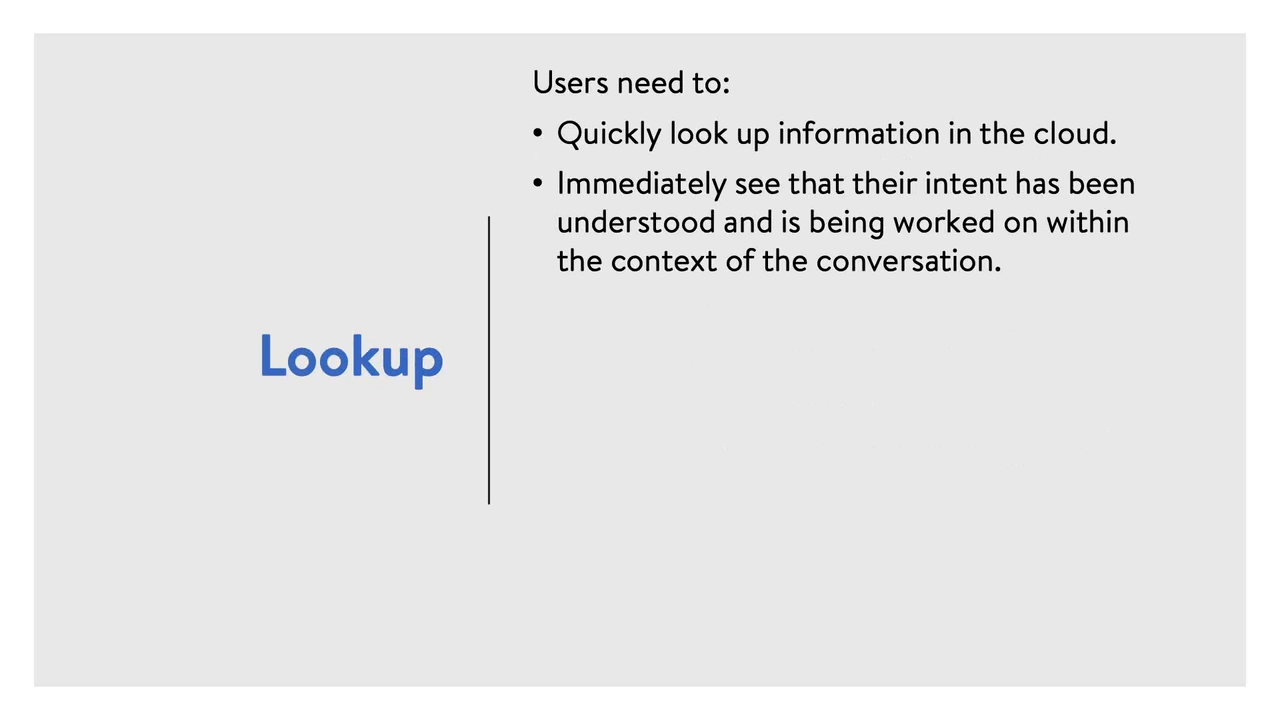 Users need to:
• Quickly look up information in the cloud.
• Immediately see that their intent has been
understood and is being worked on within
the context of the conversation.
Lookup